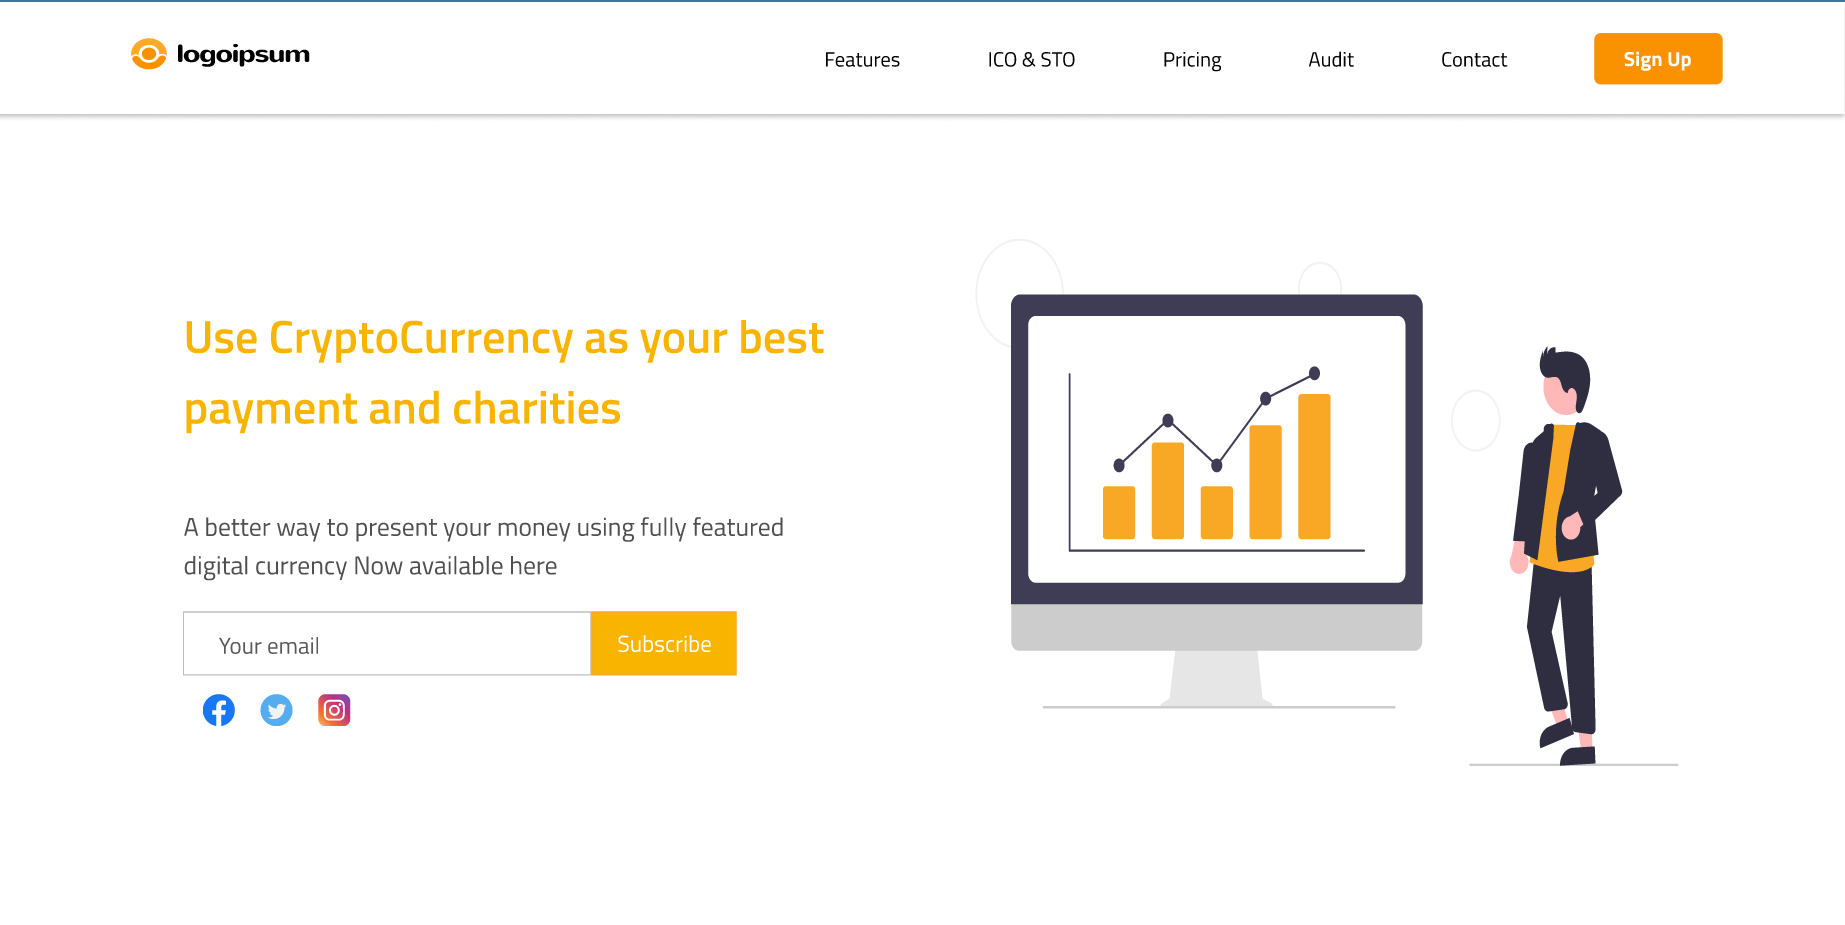 logoipsum
Features
ICO & STO
Pricing
Audit
Contact
Sign Up
Use CryptoCurrency as your best
payment and charities
A better way to present your money using fully featured
digital currency Now available here
Your email
Subscribe